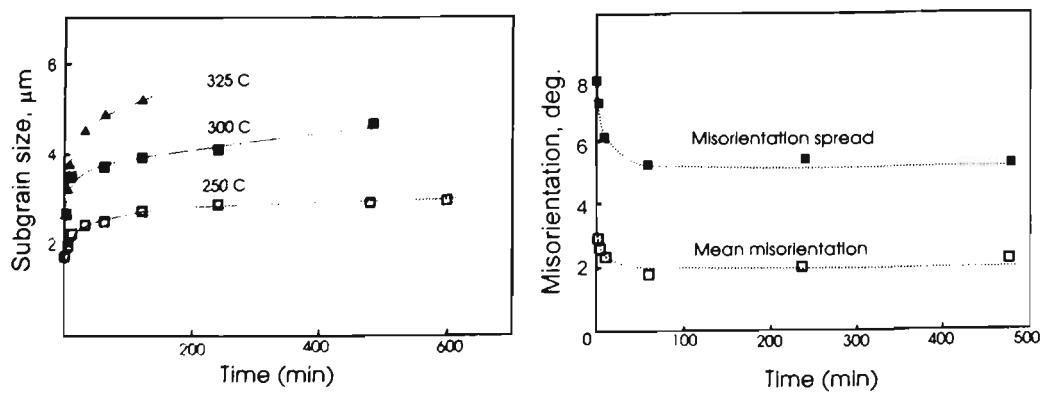 Subgrain size, μm
6
4
2
325 C
300 C
250 C
200
400
600
Time (min)
Misorientation, deg.
8
6
4
2
0
Misorientation spread
Mean misorientation
0
100
200
300
400
500
Time (min)